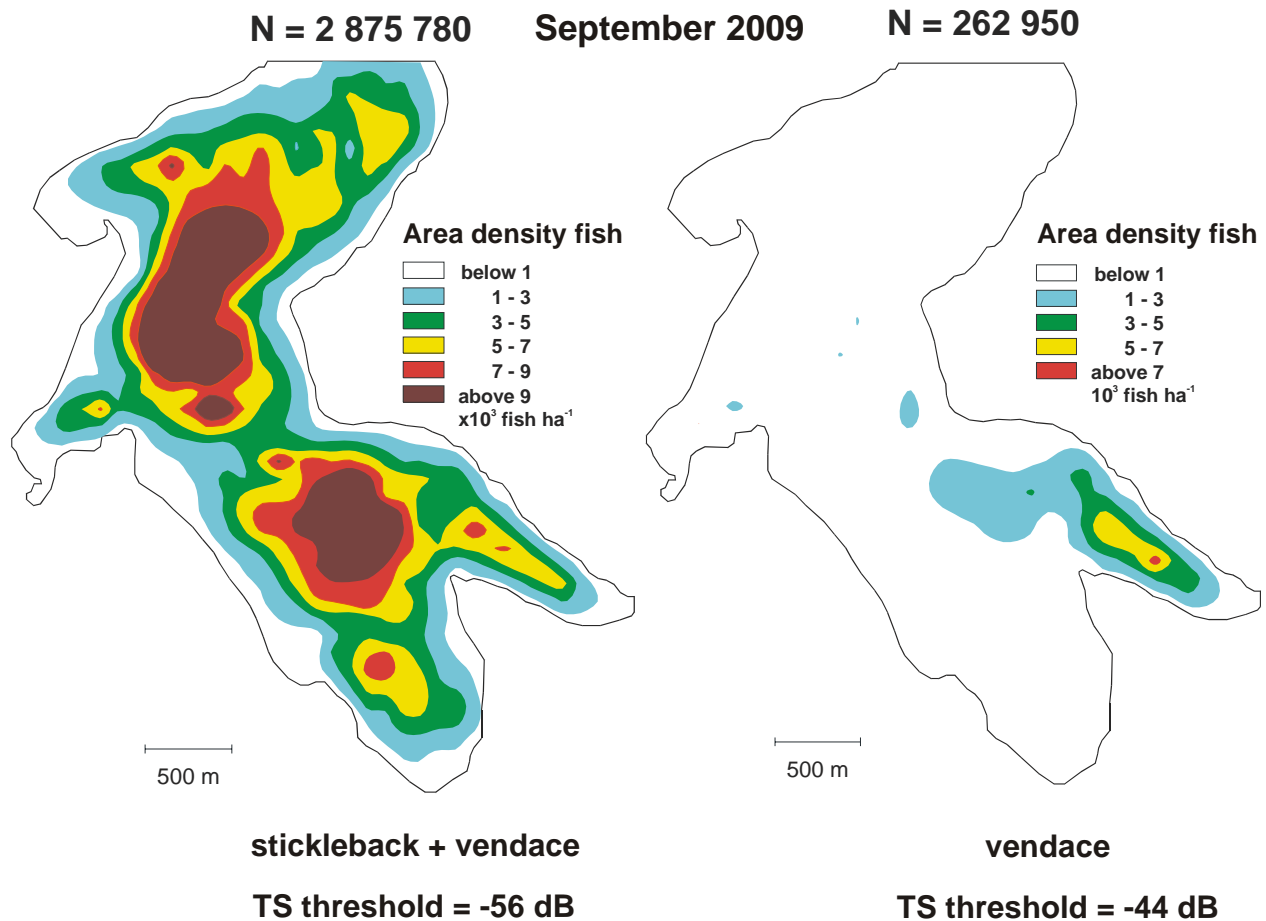 N = 2 875 780 September 2009 N = 262 950
Area density fish
below 1
1 - 3
3 - 5
5 - 7
7 - 9
above 9
x10³ fish ha⁻¹
Area density fish
below 1
1 - 3
3 - 5
5 - 7
above 7
10³ fish ha⁻¹
500 m
500 m
stickleback + vendace
TS threshold = -56 dB
vendace
TS threshold = -44 dB